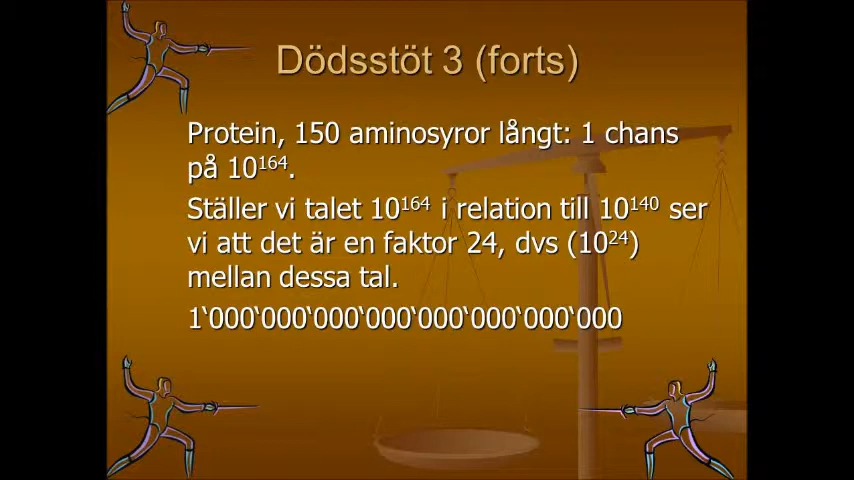 Dödsstöt 3 (forts)
Protein, 150 aminosyror långt: 1 chans
på 10¹⁶⁴.
Ställer vi talet 10¹⁶⁴ i relation till 10¹⁴⁰ ser
vi att det är en faktor 24, dvs (10²⁴)
mellan dessa tal.
1‘000‘000‘000‘000‘000‘000‘000‘000